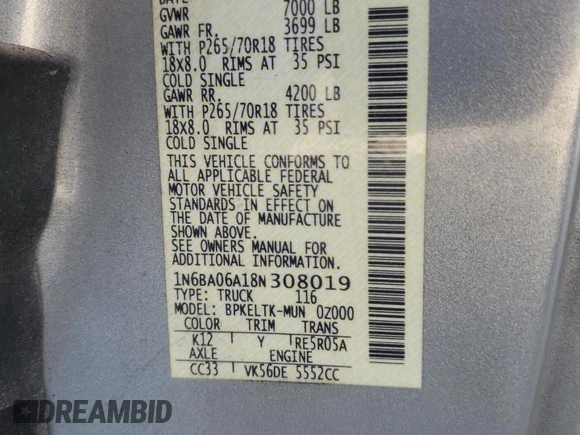 DATE
GVWR 7000 LB
GAWR FR. 3699 LB
WITH P265/70R18 TIRES
18X8.0 RIMS AT 35 PSI
COLD SINGLE
GAWR RR. 4200 LB
WITH P265/70R18 TIRES
18X8.0 RIMS AT 35 PSI
COLD SINGLE
THIS VEHICLE CONFORMS TO
ALL APPLICABLE FEDERAL
MOTOR VEHICLE SAFETY
STANDARDS IN EFFECT ON
THE DATE OF MANUFACTURE
SHOWN ABOVE.
SEE OWNERS MANUAL FOR
ADDITIONAL INFORMATION.
1N6BA06A18N308019
TYPE: TRUCK 116
MODEL: BPKELTK-MUN 0Z000
COLOR TRIM TRANS
K12 Y RE5R05A
AXLE ENGINE
CC33 VK56DE 5552CC
DREAMBID